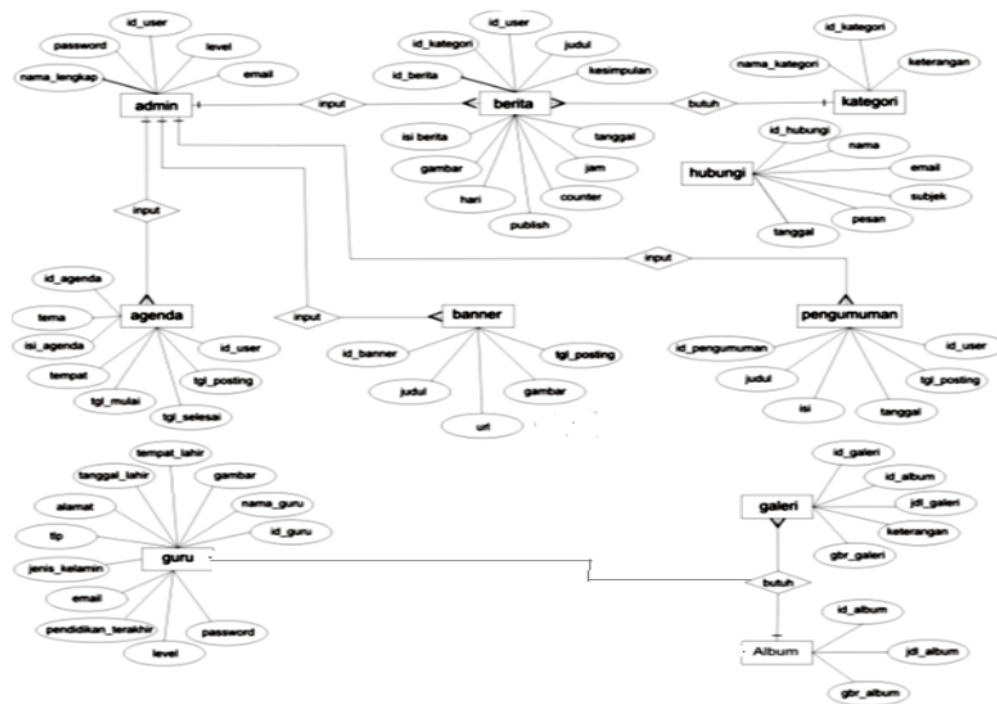 id_user
password
level
nama_lengkap
email
admin
input
id_user
id_kategori
judul
id_berita
kesimpulan
berita
isi berita
tanggal
gambar
jam
hari
counter
publish
butuh
id_kategori
nama_kategori
keterangan
kategori
id_hubungi
nama
hubungi
email
subjek
pesan
tanggal
input
input
input
id_agenda
tema
agenda
isi_agenda
id_user
tempat
tgl_posting
tgl_mulai
tgl_selesai
banner
id_banner
tgl_posting
judul
gambar
url
pengumuman
id_pengumuman
id_user
judul
tgl_posting
isi
tanggal
tempat_lahir
tanggal_lahir
gambar
alamat
nama_guru
tlp
id_guru
guru
jenis_kelamin
email
pendidikan_terakhir
password
level
id_galeri
id_album
galeri
jdl_galeri
keterangan
gbr_galeri
butuh
id_album
Album
jdl_album
gbr_album